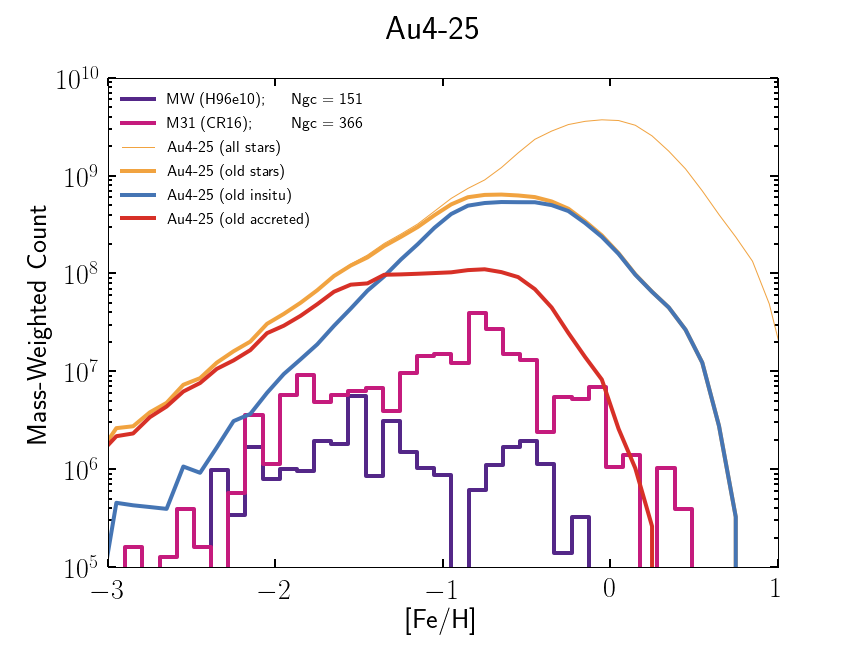 Au4-25
Mass-Weighted Count
10^10
10^9
10^8
10^7
10^6
10^5
MW (H96e10); Ngc = 151
M31 (CR16); Ngc = 366
Au4-25 (all stars)
Au4-25 (old stars)
Au4-25 (old insitu)
Au4-25 (old accreted)
−3 −2 −1 0 1
[Fe/H]